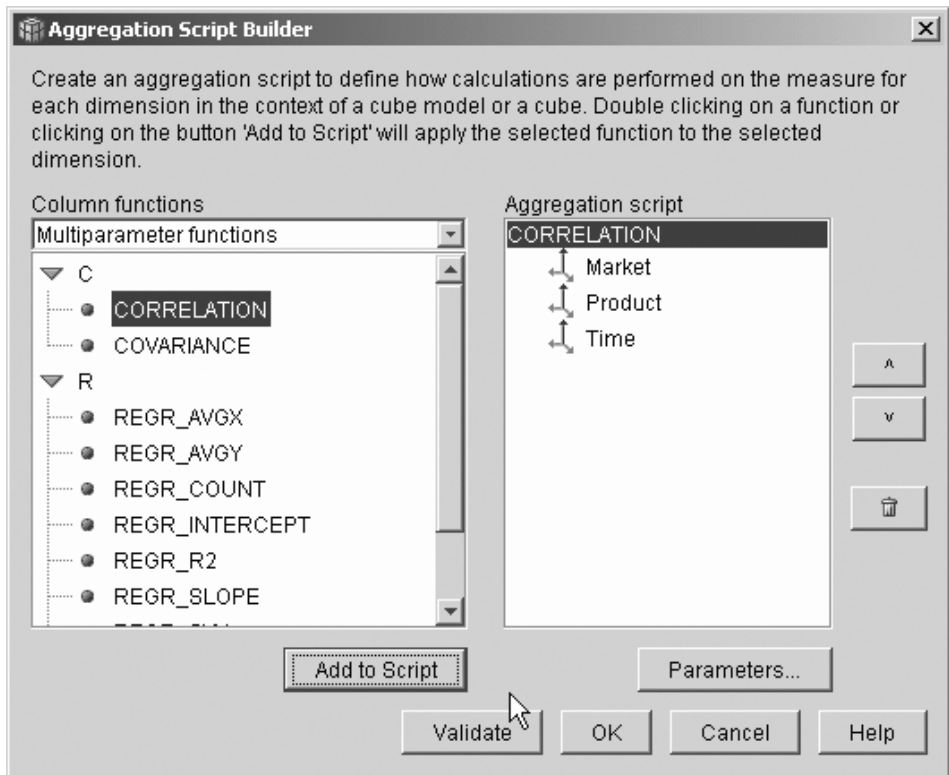 Aggregation Script Builder
Create an aggregation script to define how calculations are performed on the measure for
each dimension in the context of a cube model or a cube. Double clicking on a function or
clicking on the button 'Add to Script' will apply the selected function to the selected
dimension.
Column functions
Multiparameter functions
C
CORRELATION
COVARIANCE
R
REGR_AVGX
REGR_AVGY
REGR_COUNT
REGR_INTERCEPT
REGR_R2
REGR_SLOPE
Add to Script
Aggregation script
CORRELATION
Market
Product
Time
Parameters...
Validate
OK
Cancel
Help